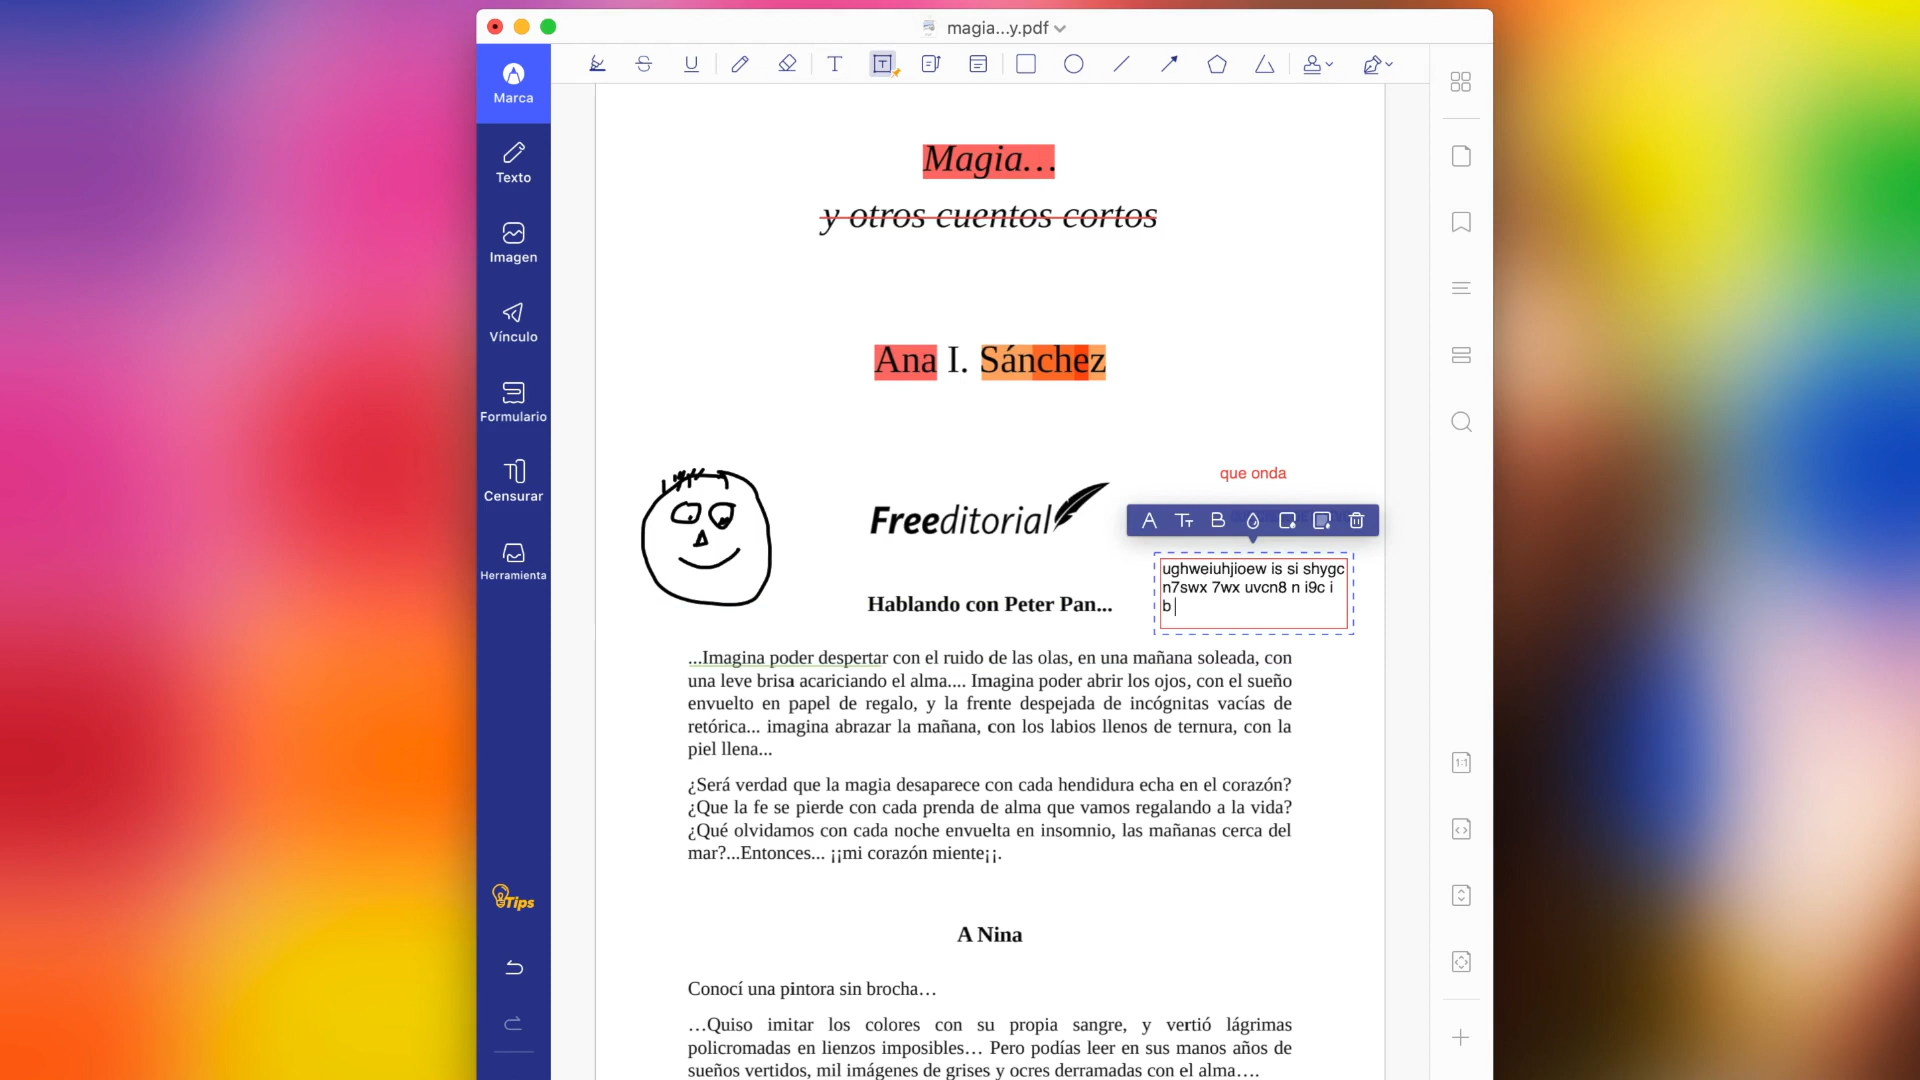 magia...y.pdf
Marca
Texto
Imagen
Vínculo
Formulario
Censurar
Herramienta
Tips
Magia…
y otros cuentos cortos
Ana I. Sánchez
que onda
Freeditorial
ughweiuhjioew is si shygc
n7swx 7wx uvcn8 n i9c i
b
Hablando con Peter Pan...
...Imagina poder despertar con el ruido de las olas, en una mañana soleada, con
una leve brisa acariciando el alma.... Imagina poder abrir los ojos, con el sueño
envuelto en papel de regalo, y la frente despejada de incógnitas vacías de
retórica... imagina abrazar la mañana, con los labios llenos de ternura, con la
piel llena...
¿Será verdad que la magia desaparece con cada hendidura echa en el corazón?
¿Que la fe se pierde con cada prenda de alma que vamos regalando a la vida?
¿Qué olvidamos con cada noche envuelta en insomnio, las mañanas cerca del
mar?...Entonces... ¡¡mi corazón miente¡¡.
A Nina
Conocí una pintora sin brocha…
…Quiso imitar los colores con su propia sangre, y vertió lágrimas
policromadas en lienzos imposibles… Pero podías leer en sus manos años de
sueños vertidos, mil imágenes de grises y ocres derramadas con el alma….